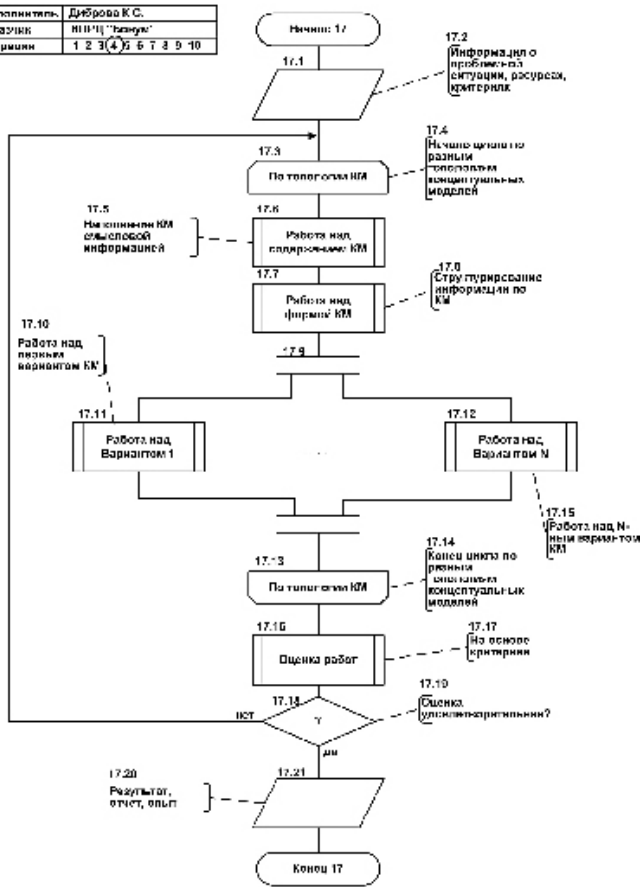 Диброва К С.
1 2 3 4 5 6 7 8 9 10
Начало 17
17.1
17.2
Информация о
проблемной
ситуации, ресурсах,
критериях
17.3
По топологии КМ
17.4
Начало цикла по
разным
топологиям
концептуальных
моделей
17.5
Наполнение КМ
смысловой
информацией
17.6
Работа над
содержанием КМ
17.7
Работа над
формой КМ
Структурирование
информации по
КМ
17.9
17.10
Работа над
первым
вариантом КМ
17.11
Работа над
Вариантом 1
...
17.12
Работа над
Вариантом N
17.15
Работа над N-
ным вариантом
КМ
17.13
По топологии КМ
17.14
Конец цикла по
разным
топологиям
концептуальных
моделей
17.16
Оценка работ
17.17
На основе
критериев
17.18
нет
да
17.19
Оценка
удовлетворительная?
17.20
Результат,
отчет, опыт
17.21
Конец 17